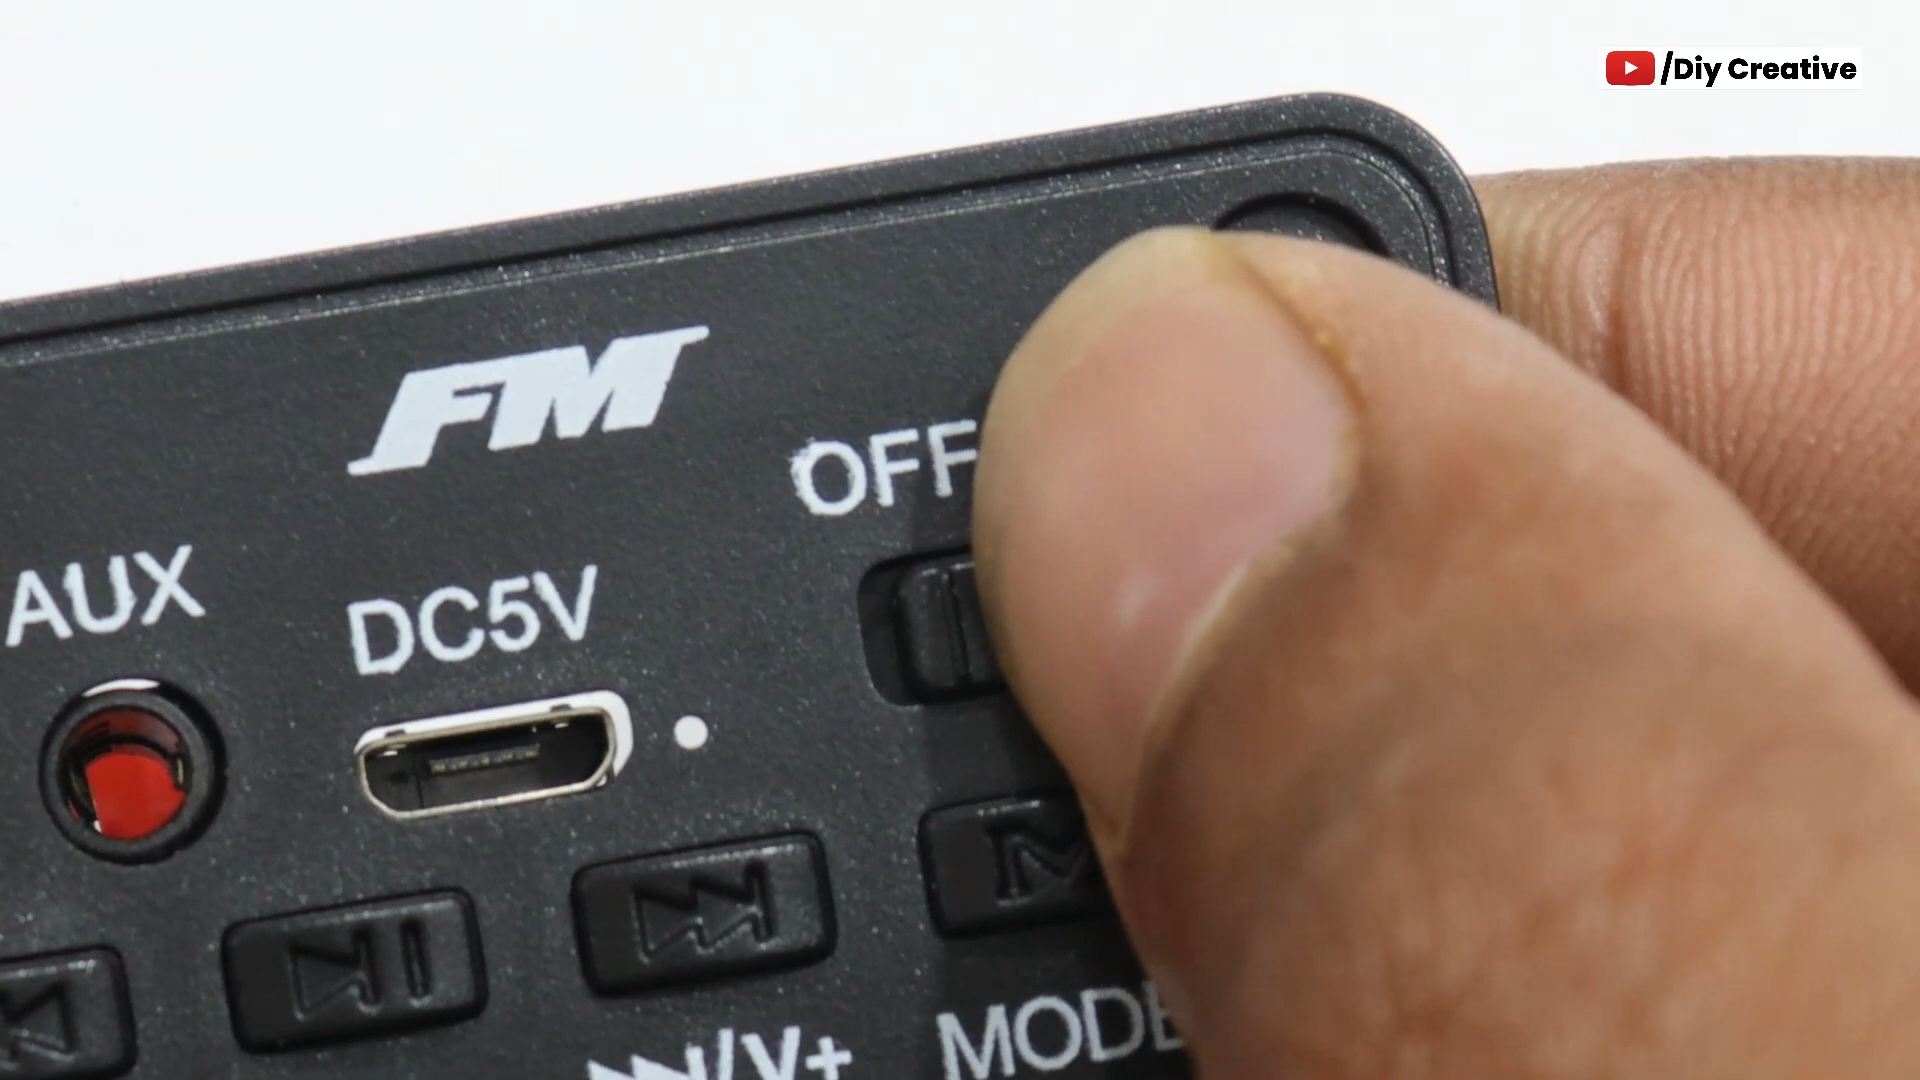 /Diy Creative
FM
OFF
AUX
DC5V
M
/V+
MODE